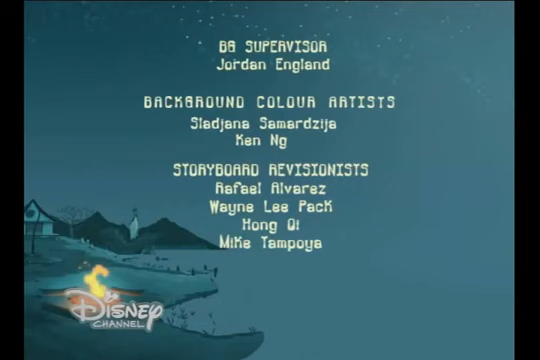 BG SUPERVISOR
Jordan England
BACKGROUND COLOUR ARTISTS
Sladjana Samardzija
Ken Ng
STORYBOARD REVISIONISTS
Rafael Alvarez
Wayne Lee Pack
Hong Qi
Mike Tampoya
DISNEY
CHANNEL